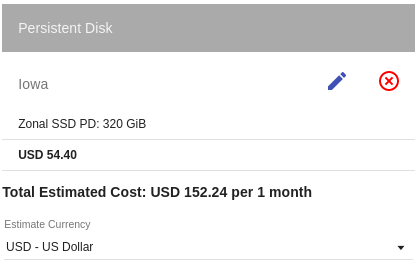 Persistent Disk
Iowa
Zonal SSD PD: 320 GiB
USD 54.40
Total Estimated Cost: USD 152.24 per 1 month
Estimate Currency
USD - US Dollar